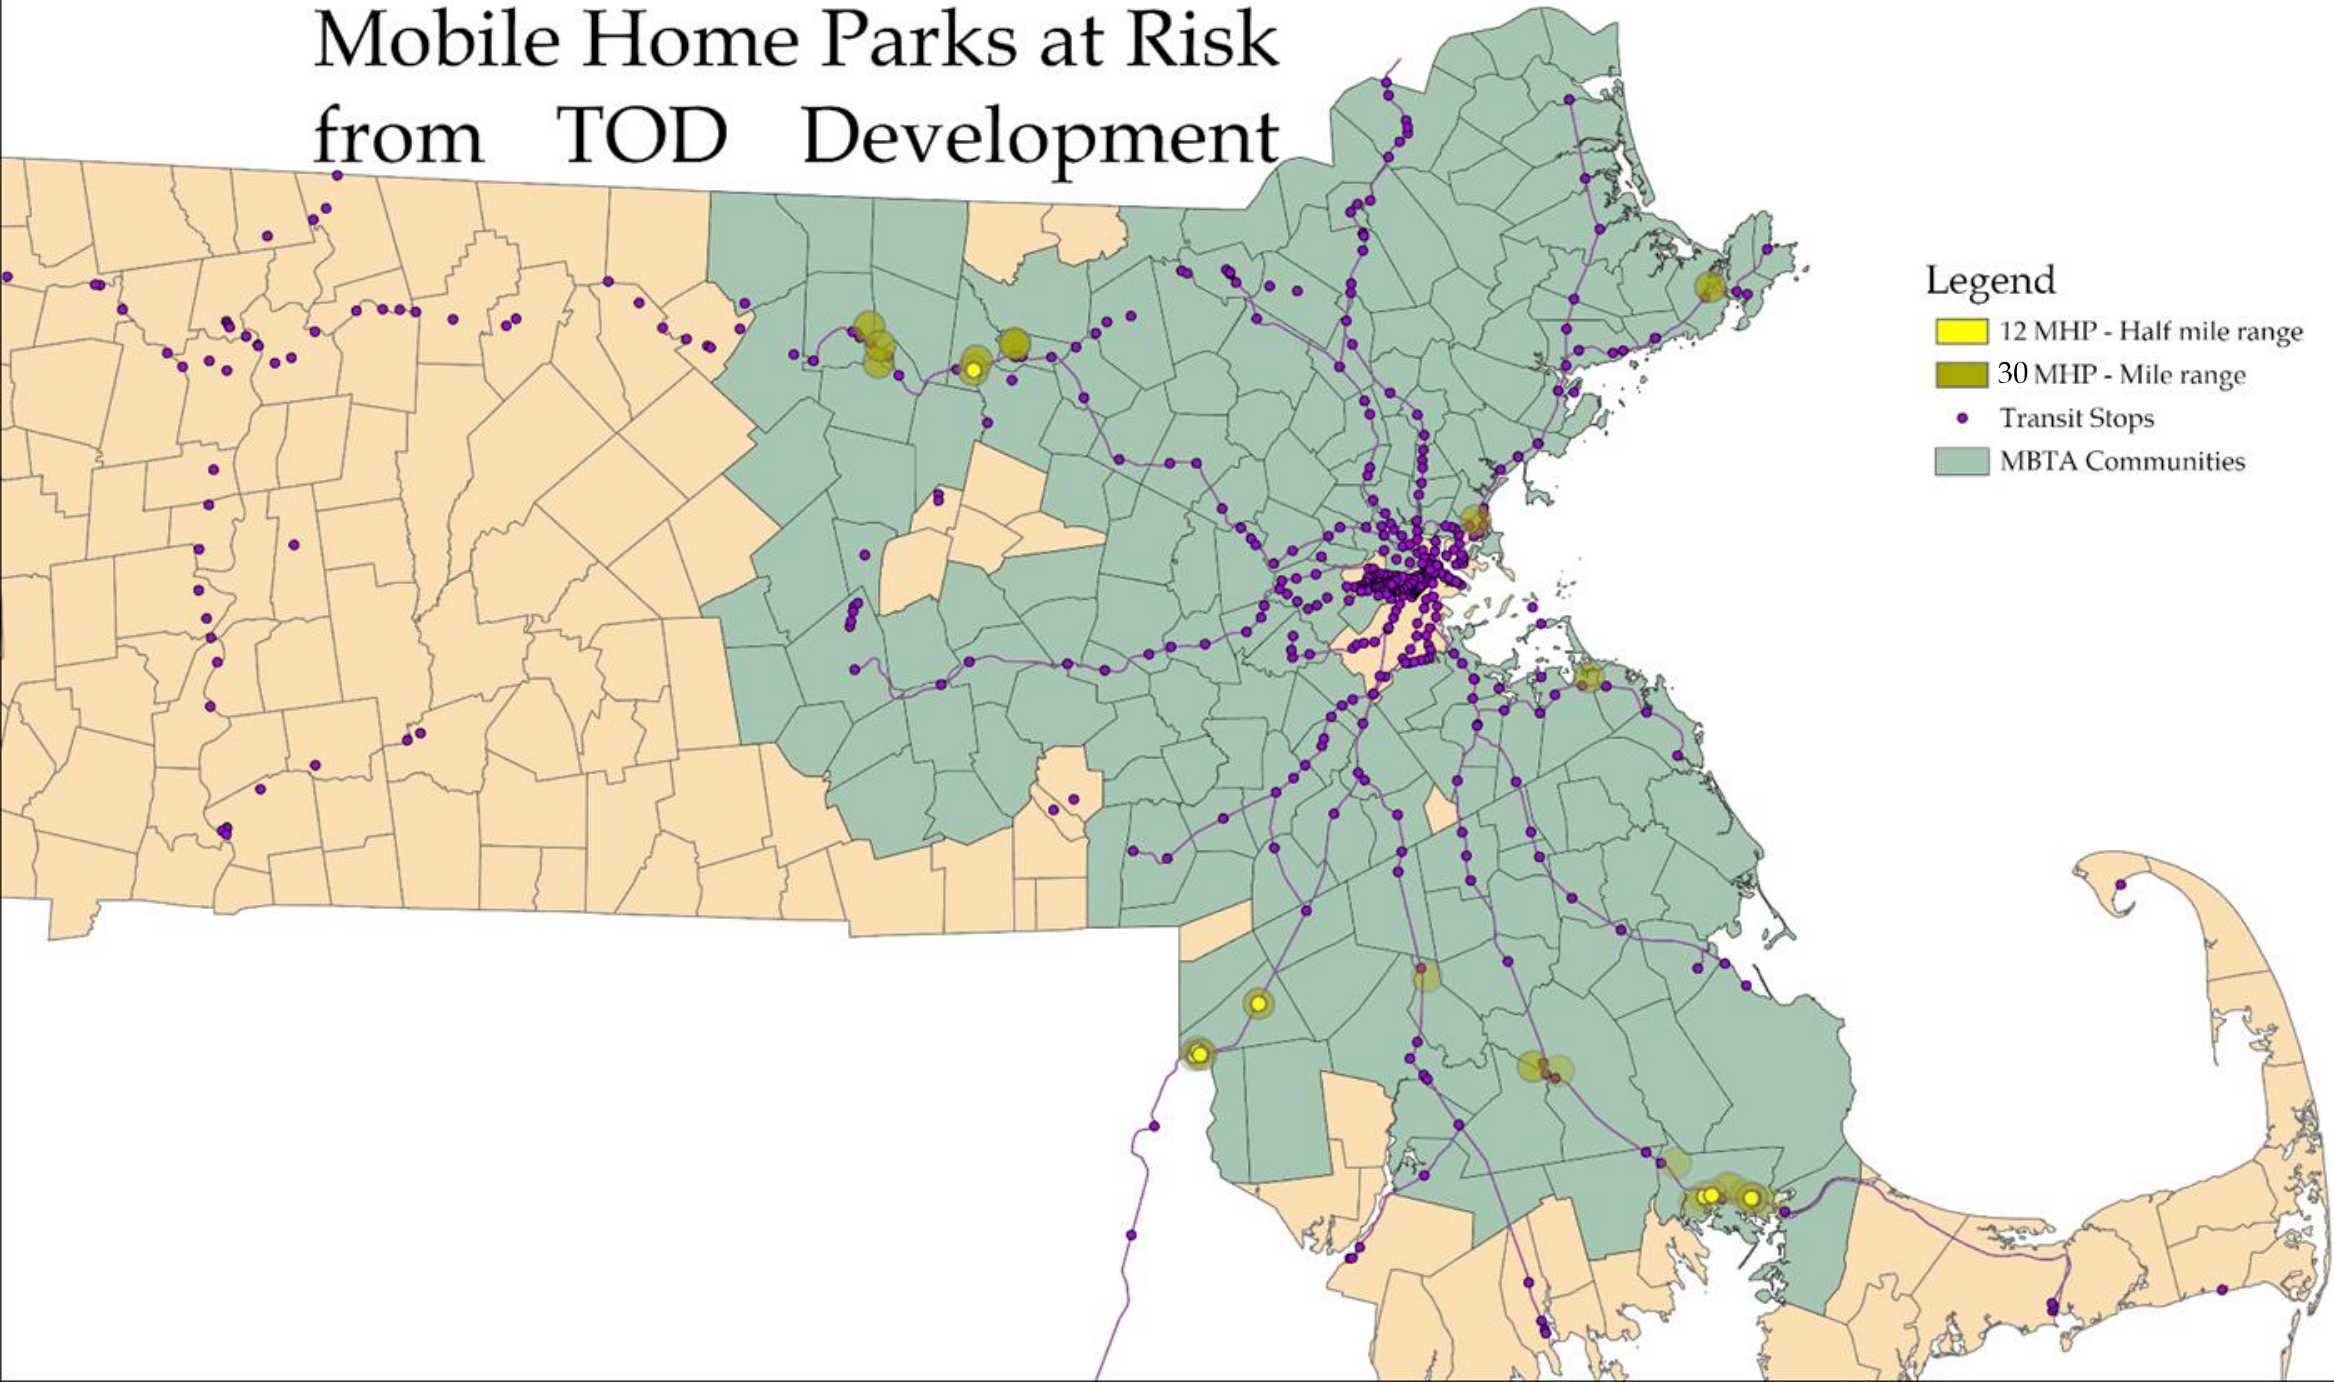 Mobile Home Parks at Risk
from TOD Development
Legend
12 MHP - Half mile range
30 MHP - Mile range
Transit Stops
MBTA Communities